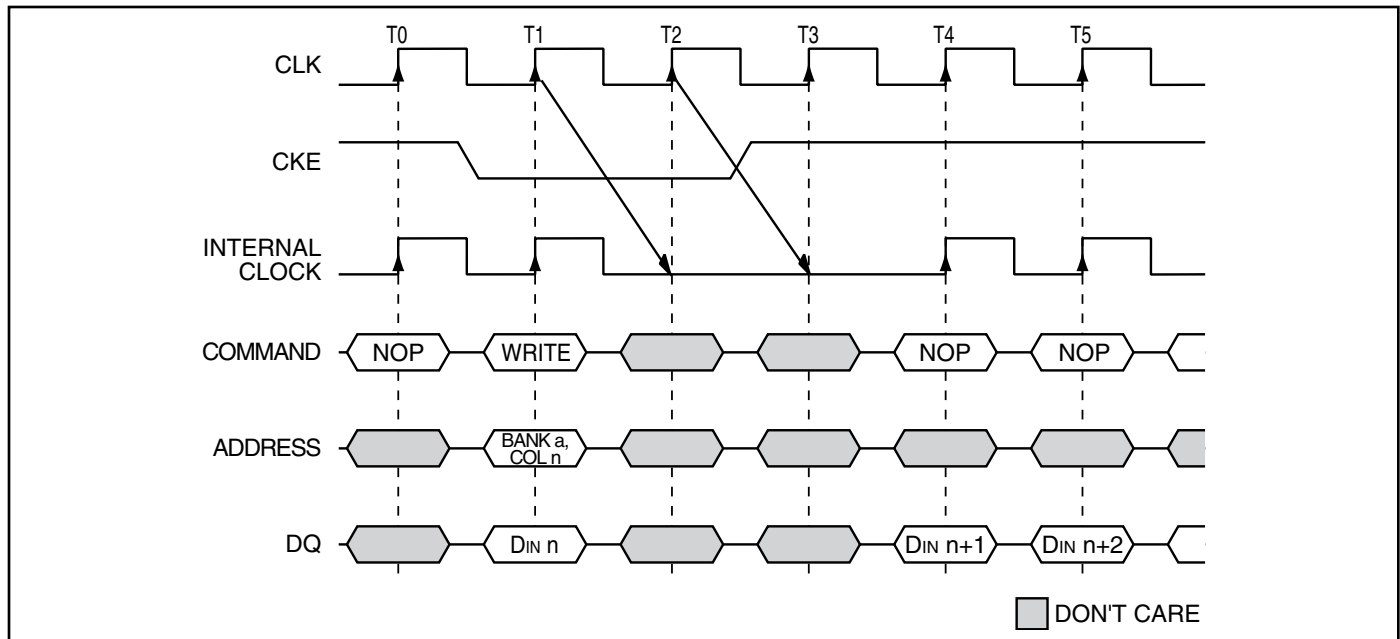 T0 T1 T2 T3 T4 T5
CLK
CKE
INTERNAL
CLOCK
COMMAND NOP WRITE NOP NOP
ADDRESS BANK a,
COL n
DQ DIN n DIN n+1 DIN n+2
DON'T CARE